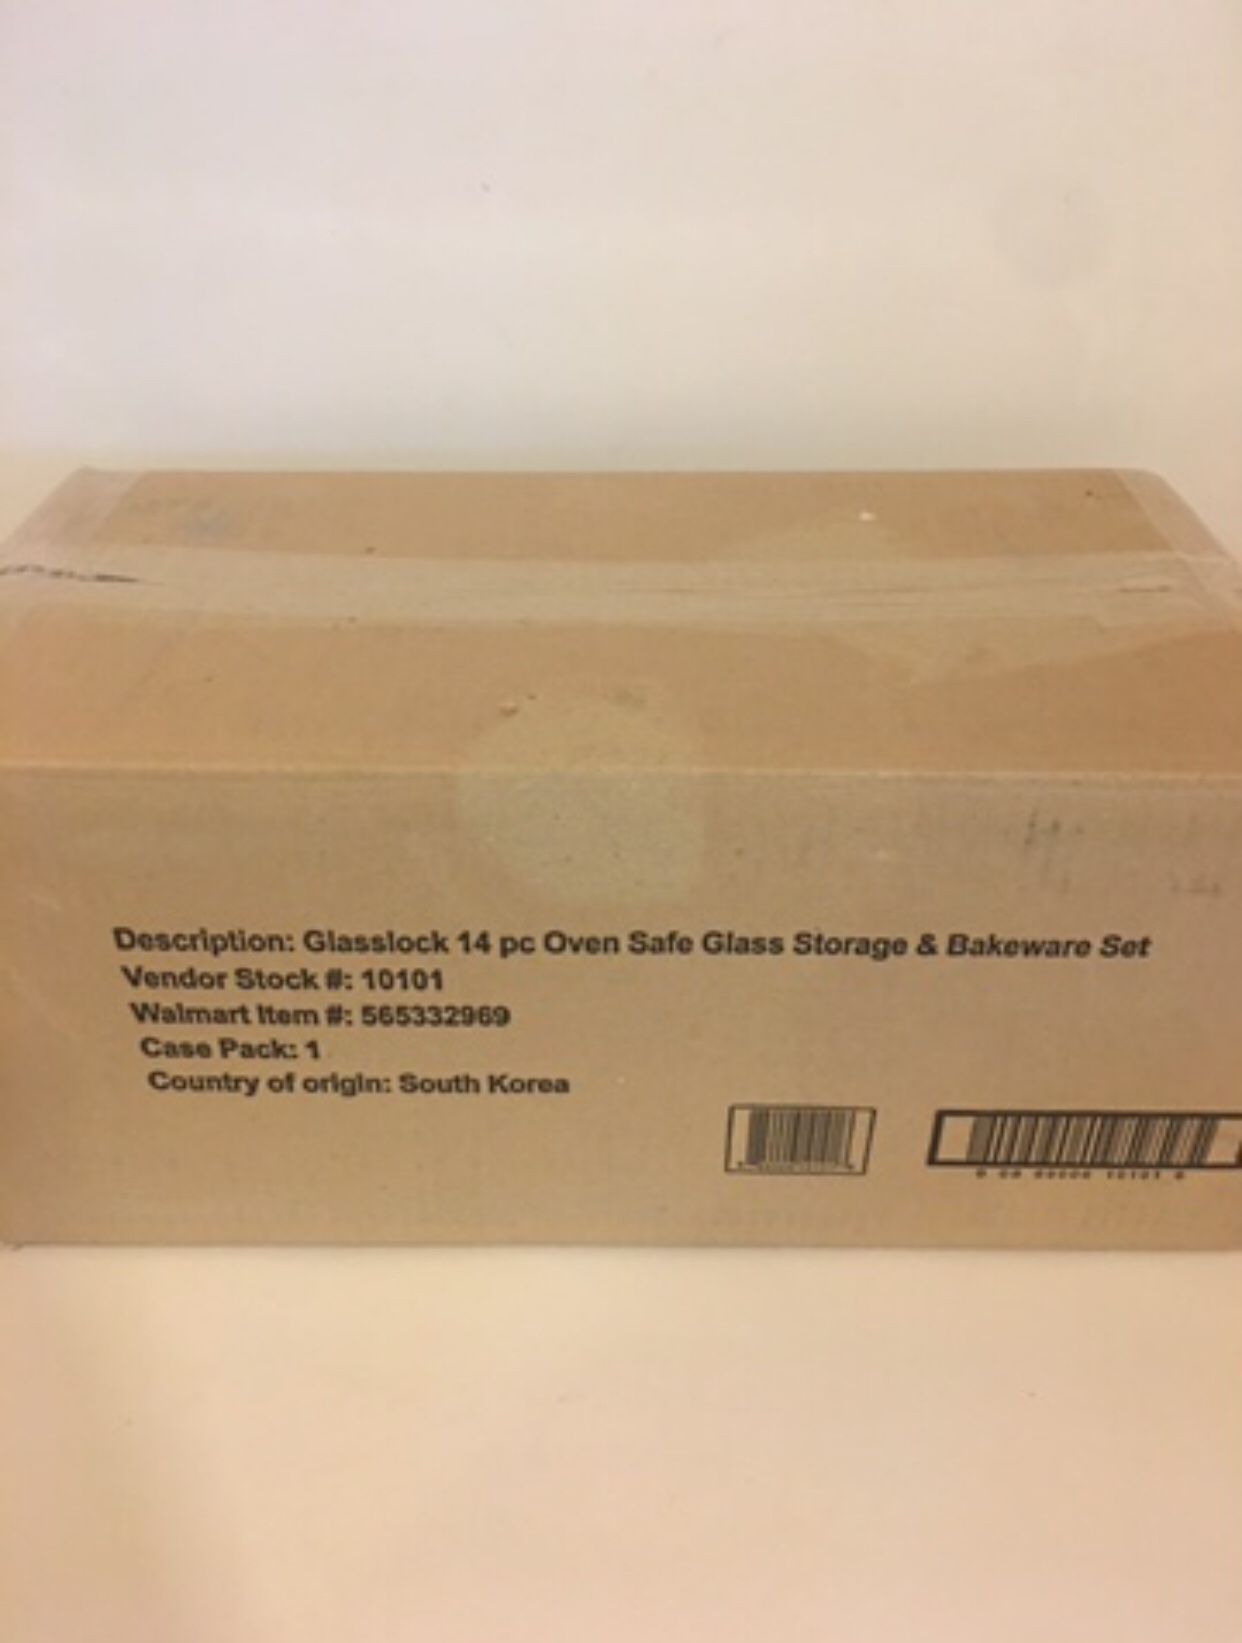 Description: Glasslock 14 pc Oven Safe Glass Storage & Bakeware Set
Vendor Stock #: 10101
Walmart Item #: 565332969
Case Pack: 1
Country of origin: South Korea